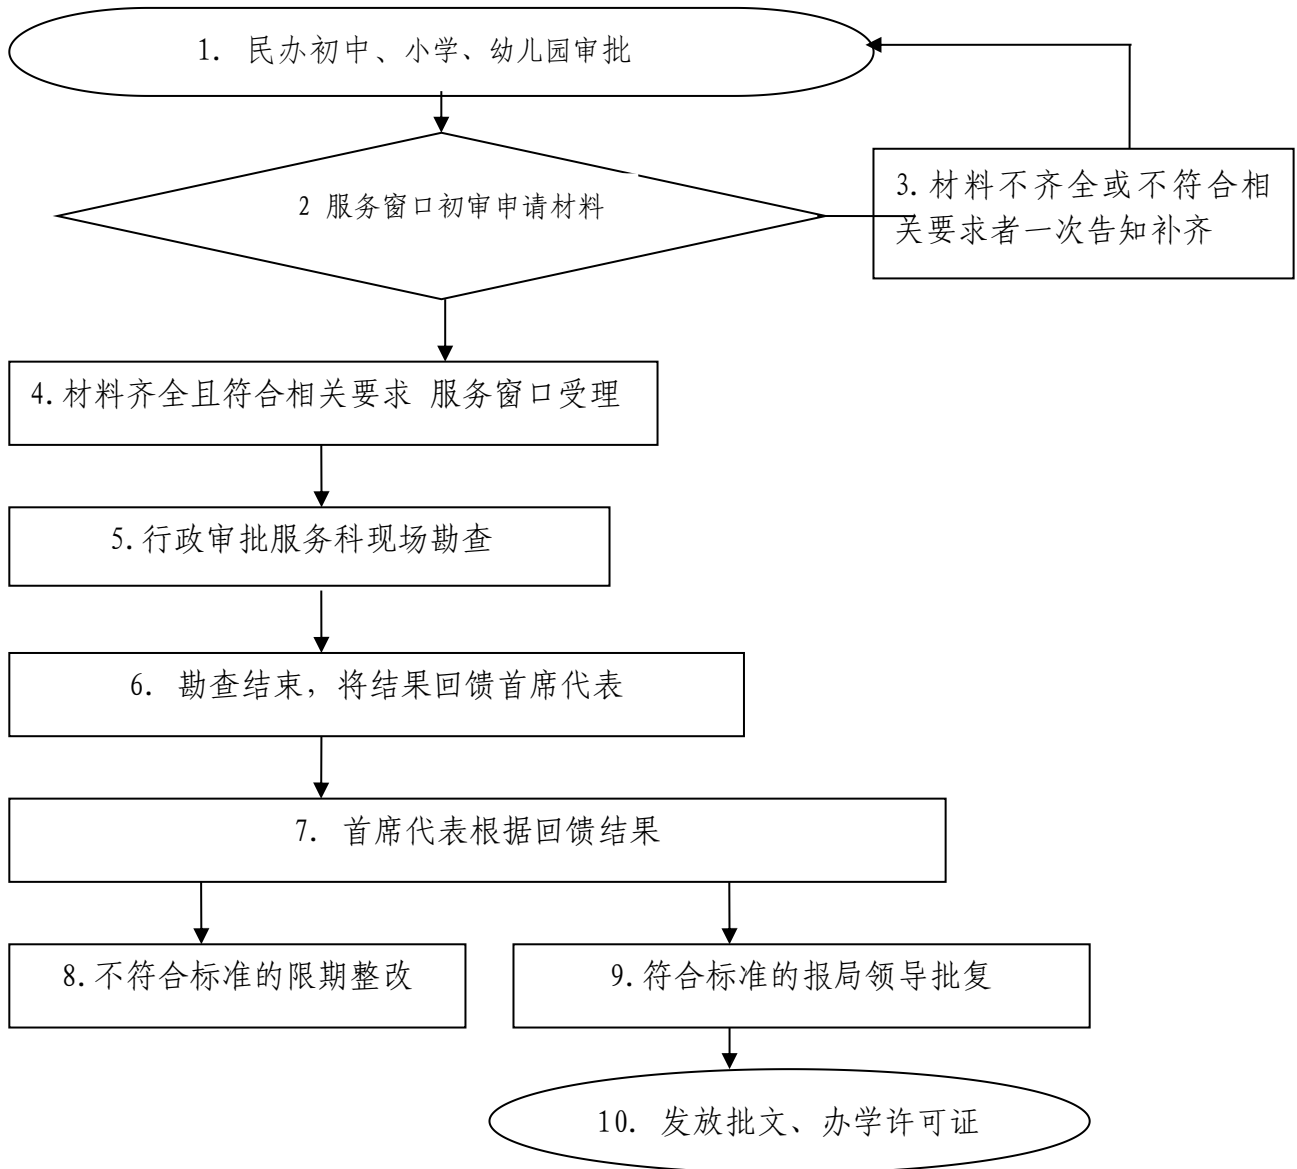 1. 民办初中、小学、幼儿园审批
2 服务窗口初审申请材料
3.材料不齐全或不符合相
关要求者一次告知补齐
4.材料齐全且符合相关要求 服务窗口受理
5.行政审批服务科现场勘查
6. 勘查结束，将结果回馈首席代表
7. 首席代表根据回馈结果
8.不符合标准的限期整改
9.符合标准的报局领导批复
10. 发放批文、办学许可证